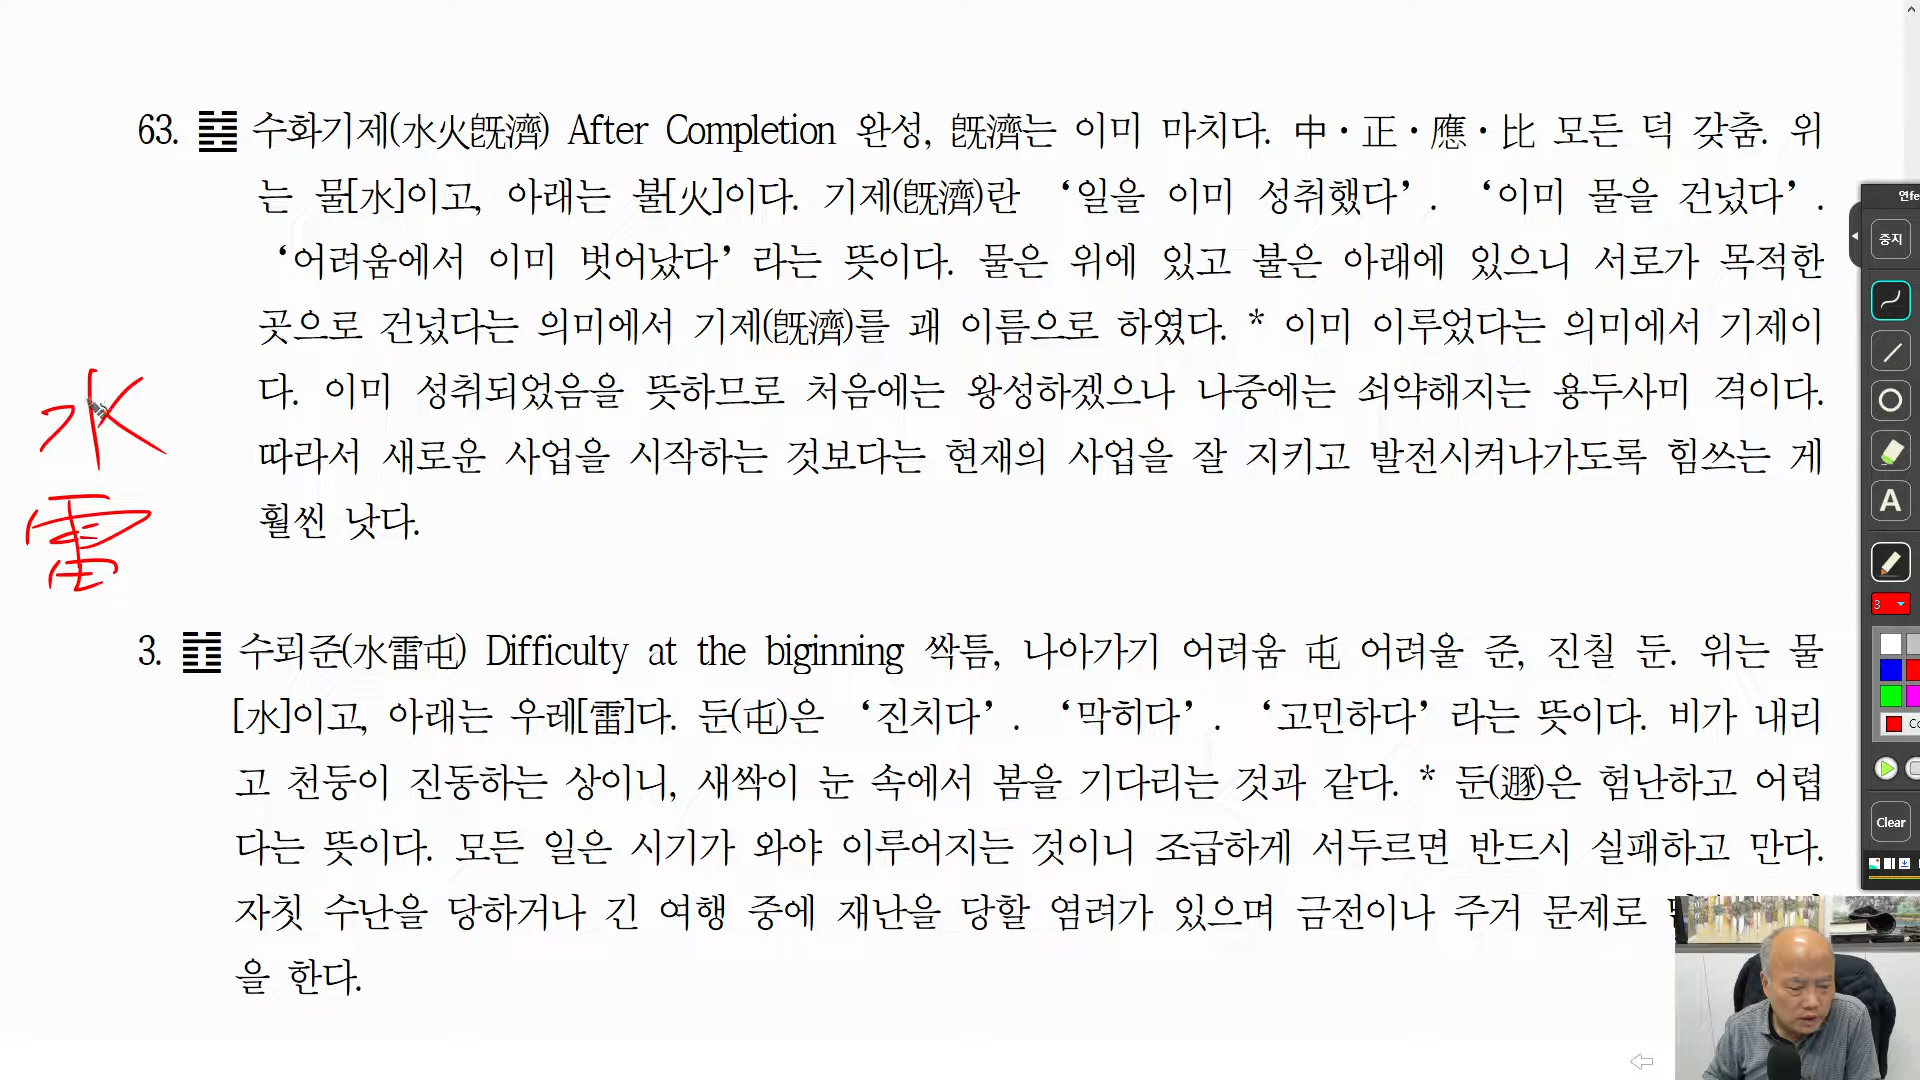 63. ䷾ 수화기제(水火旣濟) After Completion 완성, 旣濟는 이미 마치다. 中·正·應·比 모든 덕 갖춤. 위
는 물[水]이고, 아래는 불[火]이다. 기제(旣濟)란 ‘일을 이미 성취했다’. ‘이미 물을 건넜다’.
‘어려움에서 이미 벗어났다’라는 뜻이다. 물은 위에 있고 불은 아래에 있으니 서로가 목적한
곳으로 건넜다는 의미에서 기제(旣濟)를 괘 이름으로 하였다. * 이미 이루었다는 의미에서 기제이
다. 이미 성취되었음을 뜻하므로 처음에는 왕성하겠으나 나중에는 쇠약해지는 용두사미 격이다.
따라서 새로운 사업을 시작하는 것보다는 현재의 사업을 잘 지키고 발전시켜나가도록 힘쓰는 게
훨씬 낫다.
水
雷
3. ䷂ 수뢰준(水雷屯) Difficulty at the biginning 싹틈, 나아가기 어려움 屯 어려울 준, 진칠 둔. 위는 물
[水]이고, 아래는 우레[雷]다. 둔(屯)은 ‘진치다’. ‘막히다’. ‘고민하다’라는 뜻이다. 비가 내리
고 천둥이 진동하는 상이니, 새싹이 눈 속에서 봄을 기다리는 것과 같다. * 둔(遯)은 험난하고 어렵
다는 뜻이다. 모든 일은 시기가 와야 이루어지는 것이니 조급하게 서두르면 반드시 실패하고 만다.
자칫 수난을 당하거나 긴 여행 중에 재난을 당할 염려가 있으며 금전이나 주거 문제로
을 한다.
중지
A
3
Clear